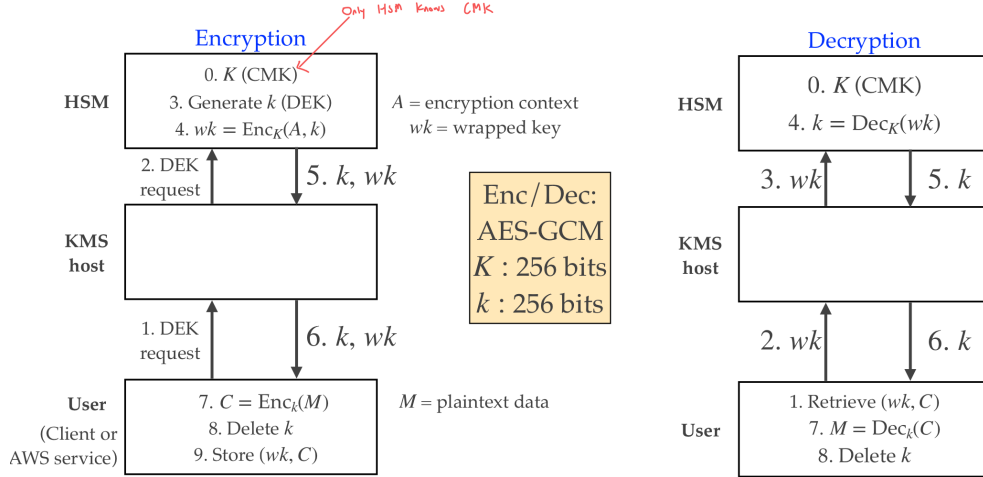 Only HSM knows CMK
Encryption
HSM
0. K (CMK)
3. Generate k (DEK)
4. wk = Enc_K(A, k)
A = encryption context
wk = wrapped key
2. DEK
request
5. k, wk
KMS
host
1. DEK
request
6. k, wk
User
(Client or
AWS service)
7. C = Enc_k(M)
8. Delete k
9. Store (wk, C)
M = plaintext data
Enc/Dec:
AES-GCM
K : 256 bits
k : 256 bits
Decryption
HSM
0. K (CMK)
4. k = Dec_K(wk)
3. wk
5. k
KMS
host
2. wk
6. k
User
1. Retrieve (wk, C)
7. M = Dec_k(C)
8. Delete k